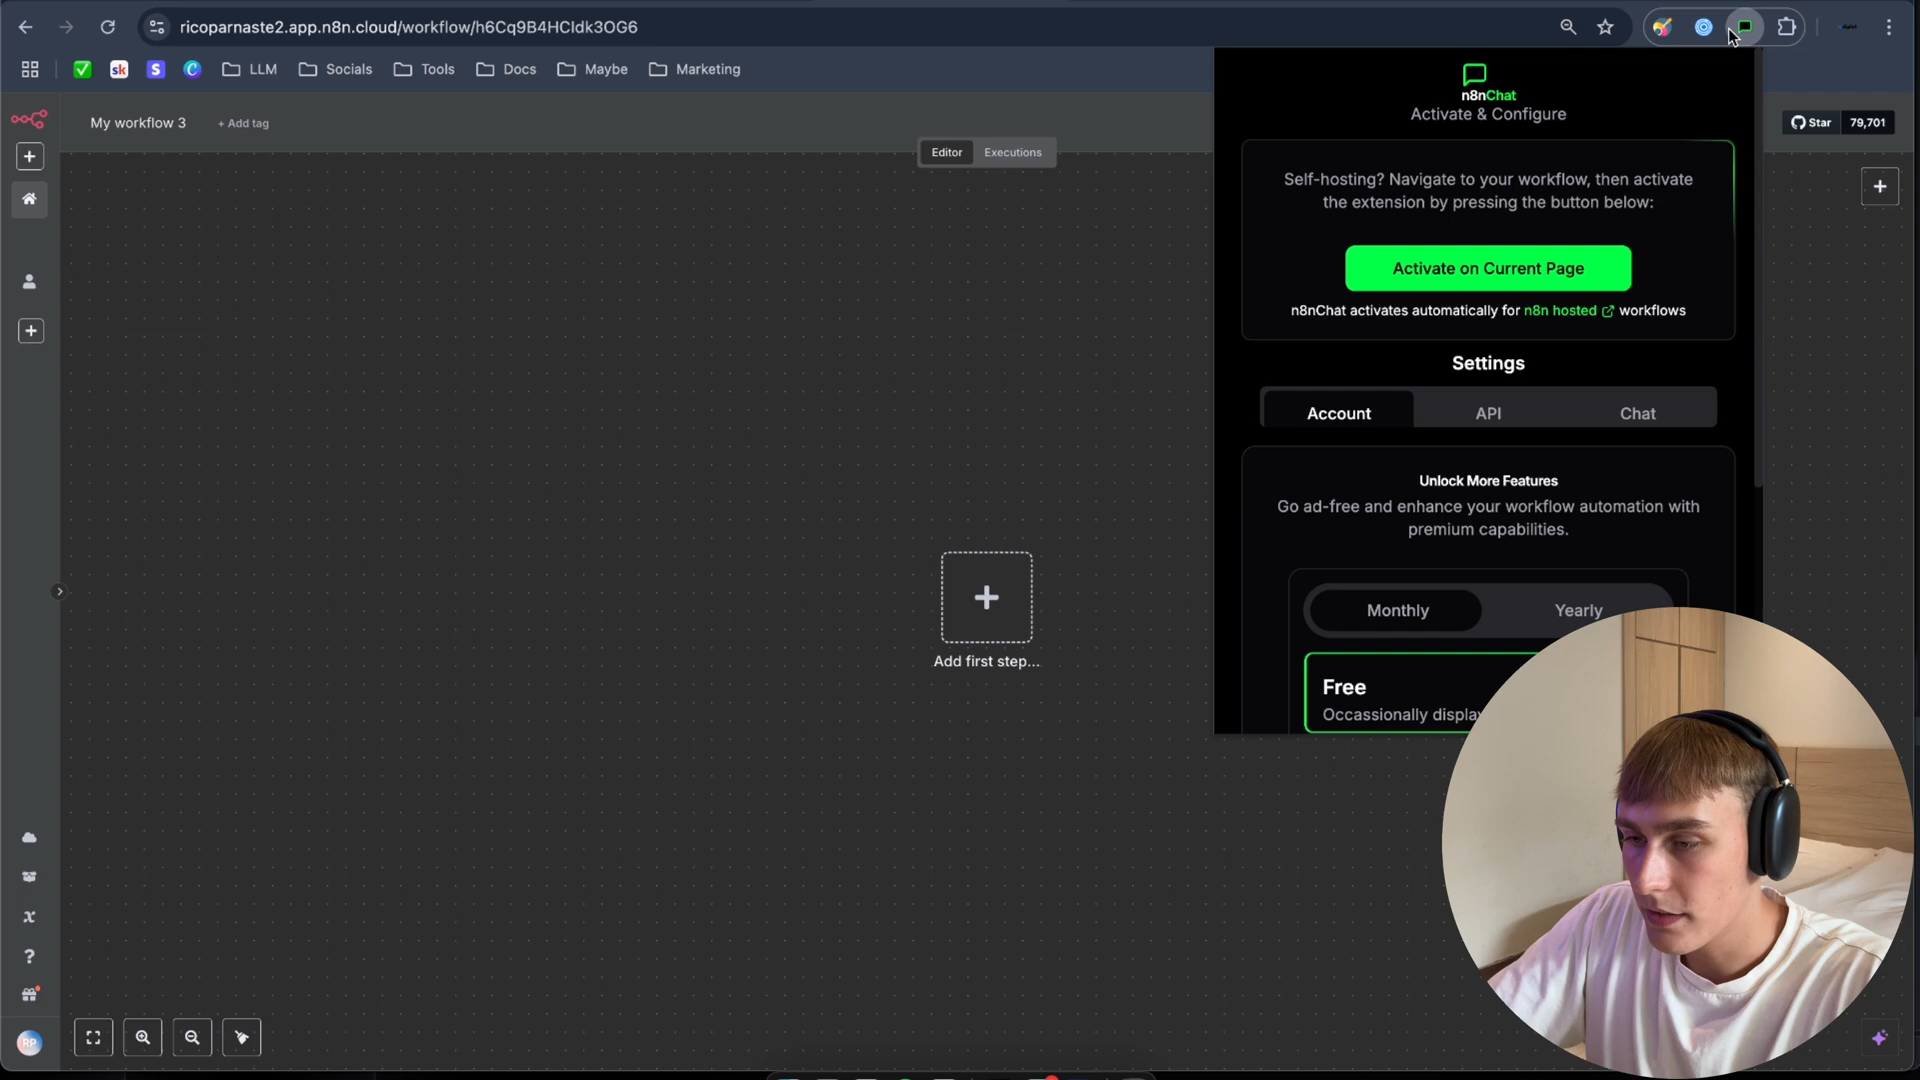 ricoparnaste2.app.n8n.cloud/workflow/h6Cq9B4HCIdk3OG6
sk
S
LLM
Socials
Tools
Docs
Maybe
Marketing
My workflow 3
+ Add tag
Editor
Executions
Star
79,701
n8nChat
Activate & Configure
Self-hosting? Navigate to your workflow, then activate
the extension by pressing the button below:
Activate on Current Page
n8nChat activates automatically for n8n hosted workflows
Settings
Account
API
Chat
Unlock More Features
Go ad-free and enhance your workflow automation with
premium capabilities.
Monthly
Yearly
Free
Occassionally display
Add first step...
RP